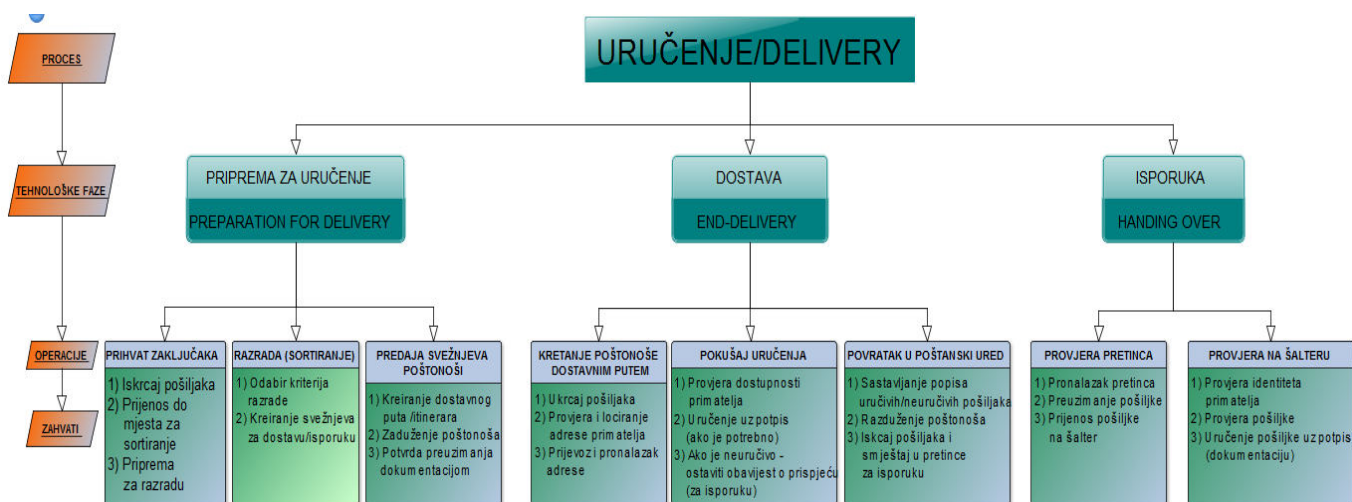 PROCES
URUČENJE/DELIVERY
TEHNOLOŠKE FAZE
PRIPREMA ZA URUČENJE
PREPARATION FOR DELIVERY
DOSTAVA
END-DELIVERY
ISPORUKA
HANDING OVER
OPERACIJE
ZAHVATI
PRIHVAT ZAKLJUČAKA
1) Iskrcaj pošiljaka
2) Prijenos do
mjesta za
sortiranje
3) Priprema
za razradu
RAZRADA (SORTIRANJE)
1) Odabir kriterija
razrade
2) Kreiranje svežnjeva
za dostavu/isporuku
PREDAJA SVEŽNJEVA
POŠTONOŠI
1) Kreiranje dostavnog
puta /itinerara
2) Zaduženje poštonoša
3) Potvrda preuzimanja
dokumentacijom
KRETANJE POŠTONOŠE
DOSTAVNIM PUTEM
1) Ukrcaj pošiljaka
2) Provjera i lociranje
adrese primatelja
3) Prijevoz i pronalazak
adrese
POKUŠAJ URUČENJA
1) Provjera dostupnosti
primatelja
2) Uručenje uz potpis
(ako je potrebno)
3) Ako je neuručivo -
ostaviti obavijest o prispjeću
(za isporuku)
POVRATAK U POŠTANSKI URED
1) Sastavljanje popisa
uručivih/neuručivih pošiljaka
2) Razduženje poštonoša
3) Iskcaj pošiljaka i
smještaj u pretince
za isporuku
PROVJERA PRETINCA
1) Pronalazak pretinca
2) Preuzimanje pošiljke
3) Prijenos pošiljke
na šalter
PROVJERA NA ŠALTERU
1) Provjera identiteta
primatelja
2) Provjera pošiljke
3) Uručenje pošiljke uz potpis
(dokumentaciju)